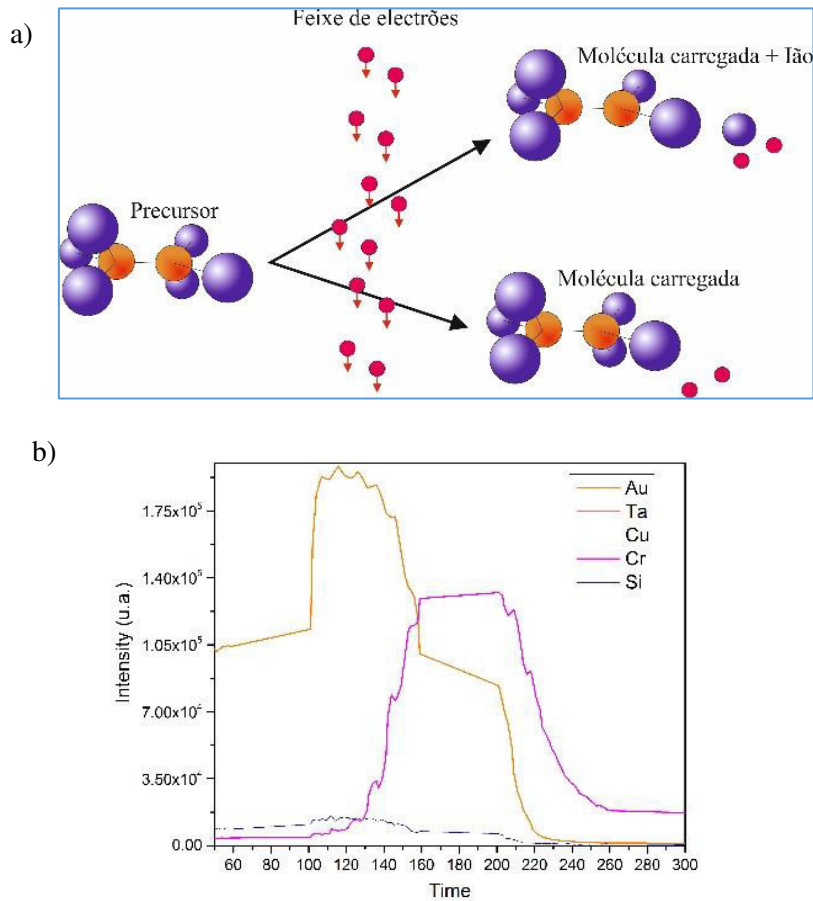 a)
Feixe de electrões
Molécula carregada + Ião
Precursor
Molécula carregada
b)
Au
Ta
Cu
Cr
Si
Intensity (u.a.)
1.75x10⁵
1.40x10⁵
1.05x10⁵
7.00x10⁴
3.50x10⁴
0.00
60 80 100 120 140 160 180 200 220 240 260 280 300
Time